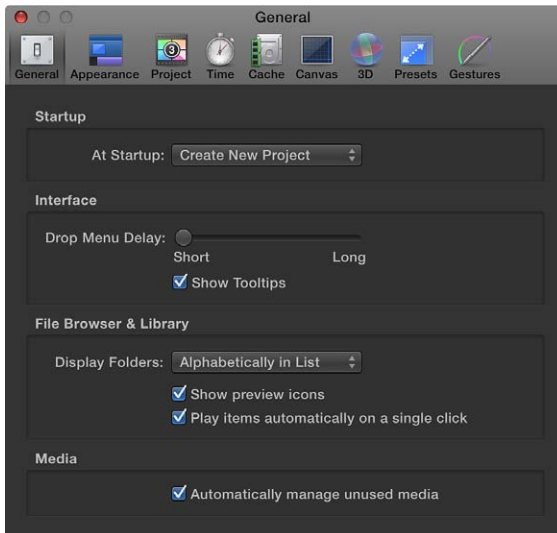 General
General Appearance Project Time Cache Canvas 3D Presets Gestures
Startup
At Startup: Create New Project
Interface
Drop Menu Delay:
Short Long
Show Tooltips
File Browser & Library
Display Folders: Alphabetically in List
Show preview icons
Play items automatically on a single click
Media
Automatically manage unused media